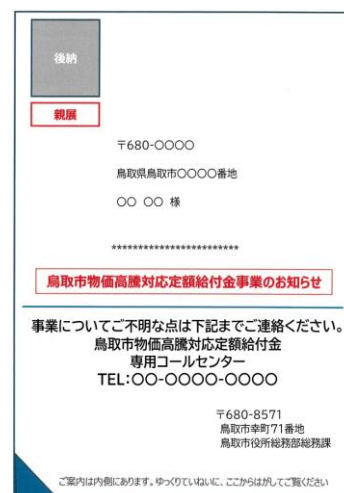 後納
親展
〒680-〇〇〇〇
鳥取県鳥取市〇〇〇〇番地
〇〇 〇〇 様
************************
鳥取市物価高騰対応定額給付金事業のお知らせ
事業についてご不明な点は下記までご連絡ください。
鳥取市物価高騰対応定額給付金
専用コールセンター
TEL:〇〇-〇〇〇〇-〇〇〇〇
〒680-8571
鳥取市幸町71番地
鳥取市役所総務部総務課
ご案内は内側にあります。ゆっくりていねいに、ここからはがしてご覧ください